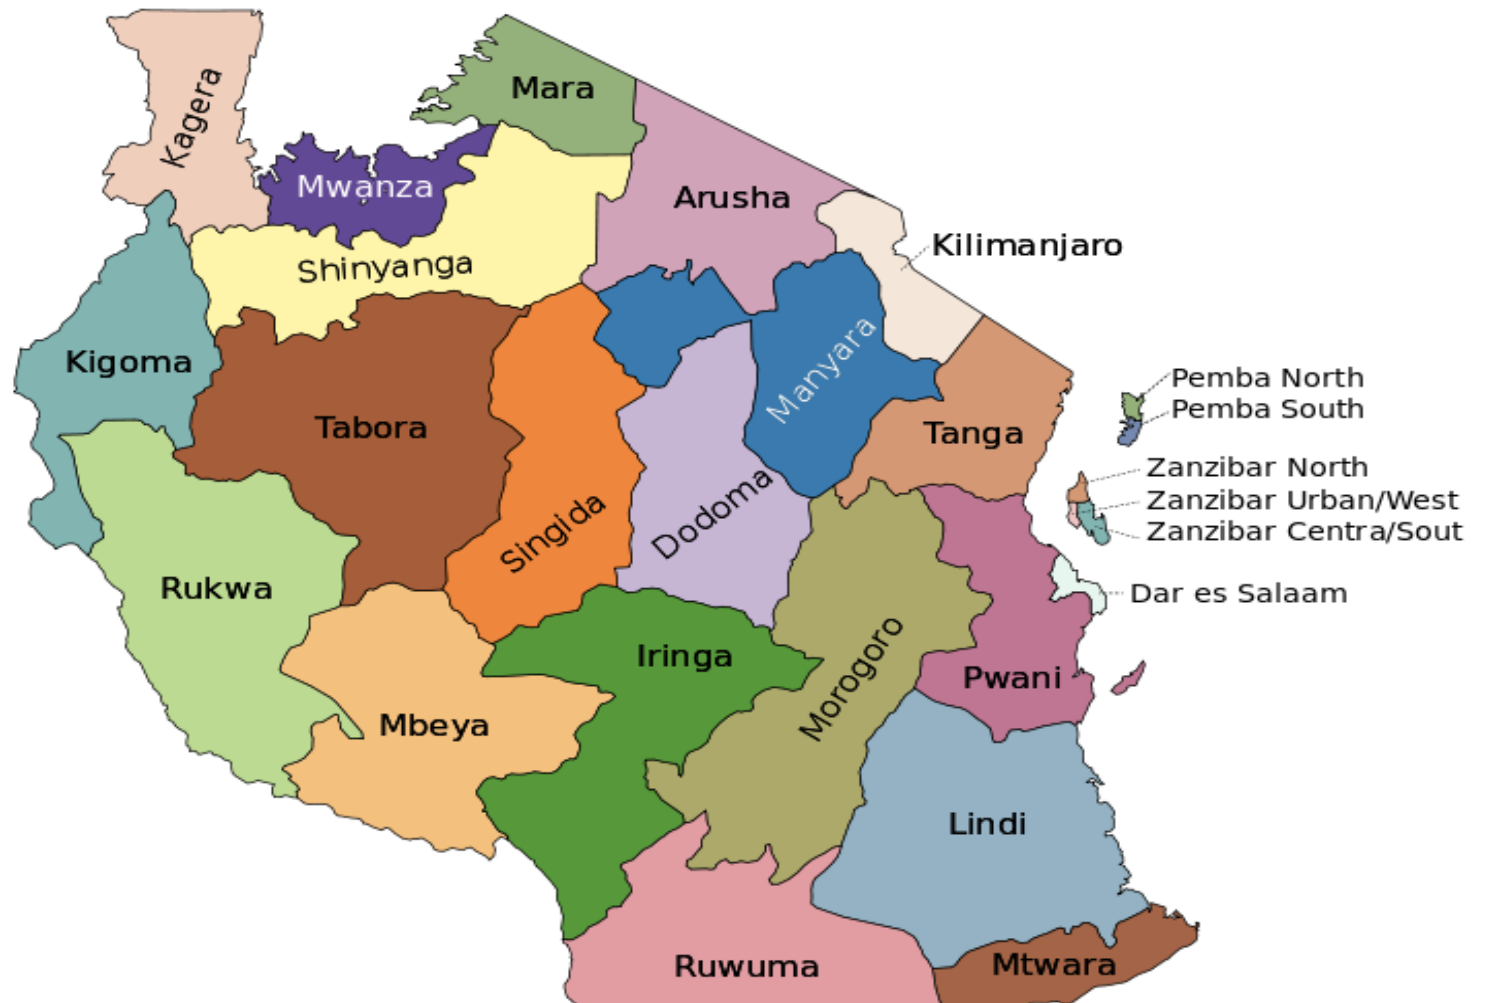 Mara
Kagera
Mwanza
Arusha
Kilimanjaro
Shinyanga
Kigoma
Manyara
Pemba North
Pemba South
Tabora
Tanga
Zanzibar North
Zanzibar Urban/West
Zanzibar Centra/Sout
Singida
Dodoma
Rukwa
Dar es Salaam
Iringa
Morogoro
Pwani
Mbeya
Lindi
Ruwuma
Mtwara